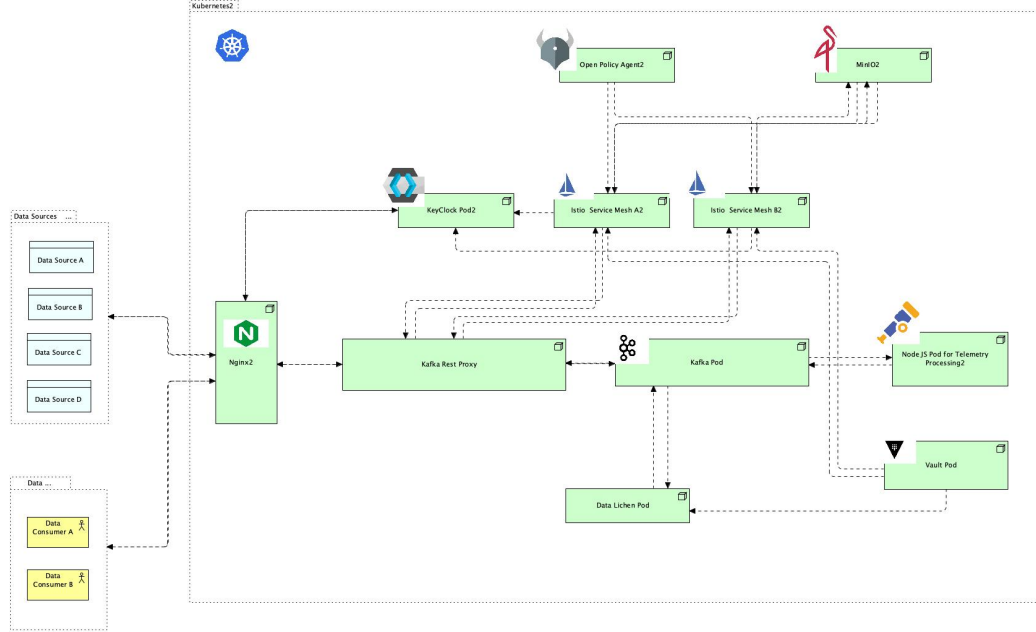 Kubernetes2
Open Policy Agent2
MinIO2
KeyClock Pod2
Istio Service Mesh A2
Istio Service Mesh B2
Data Sources ...
Data Source A
Data Source B
Data Source C
Data Source D
Nginx2
Kafka Rest Proxy
Kafka Pod
Node JS Pod for Telemetry
Processing2
Vault Pod
Data Lichen Pod
Data ...
Data
Consumer A
Data
Consumer B